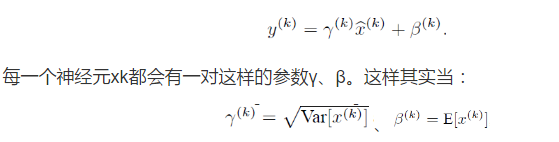 y^{(k)} = γ^{(k)} x̂^{(k)} + β^{(k)}.
每一个神经元xk都会有一对这样的参数γ、β。这样其实当：
γ^{(k)} = √Var[x^{(k)}] 、 β^{(k)} = E[x^{(k)}]